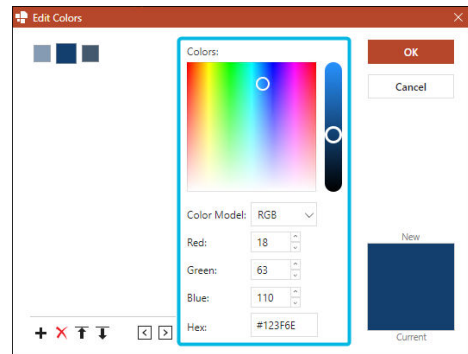 Edit Colors
Colors:
OK
Cancel
Color Model: RGB
Red: 18
Green: 63
Blue: 110
Hex: #123F6E
New
Current